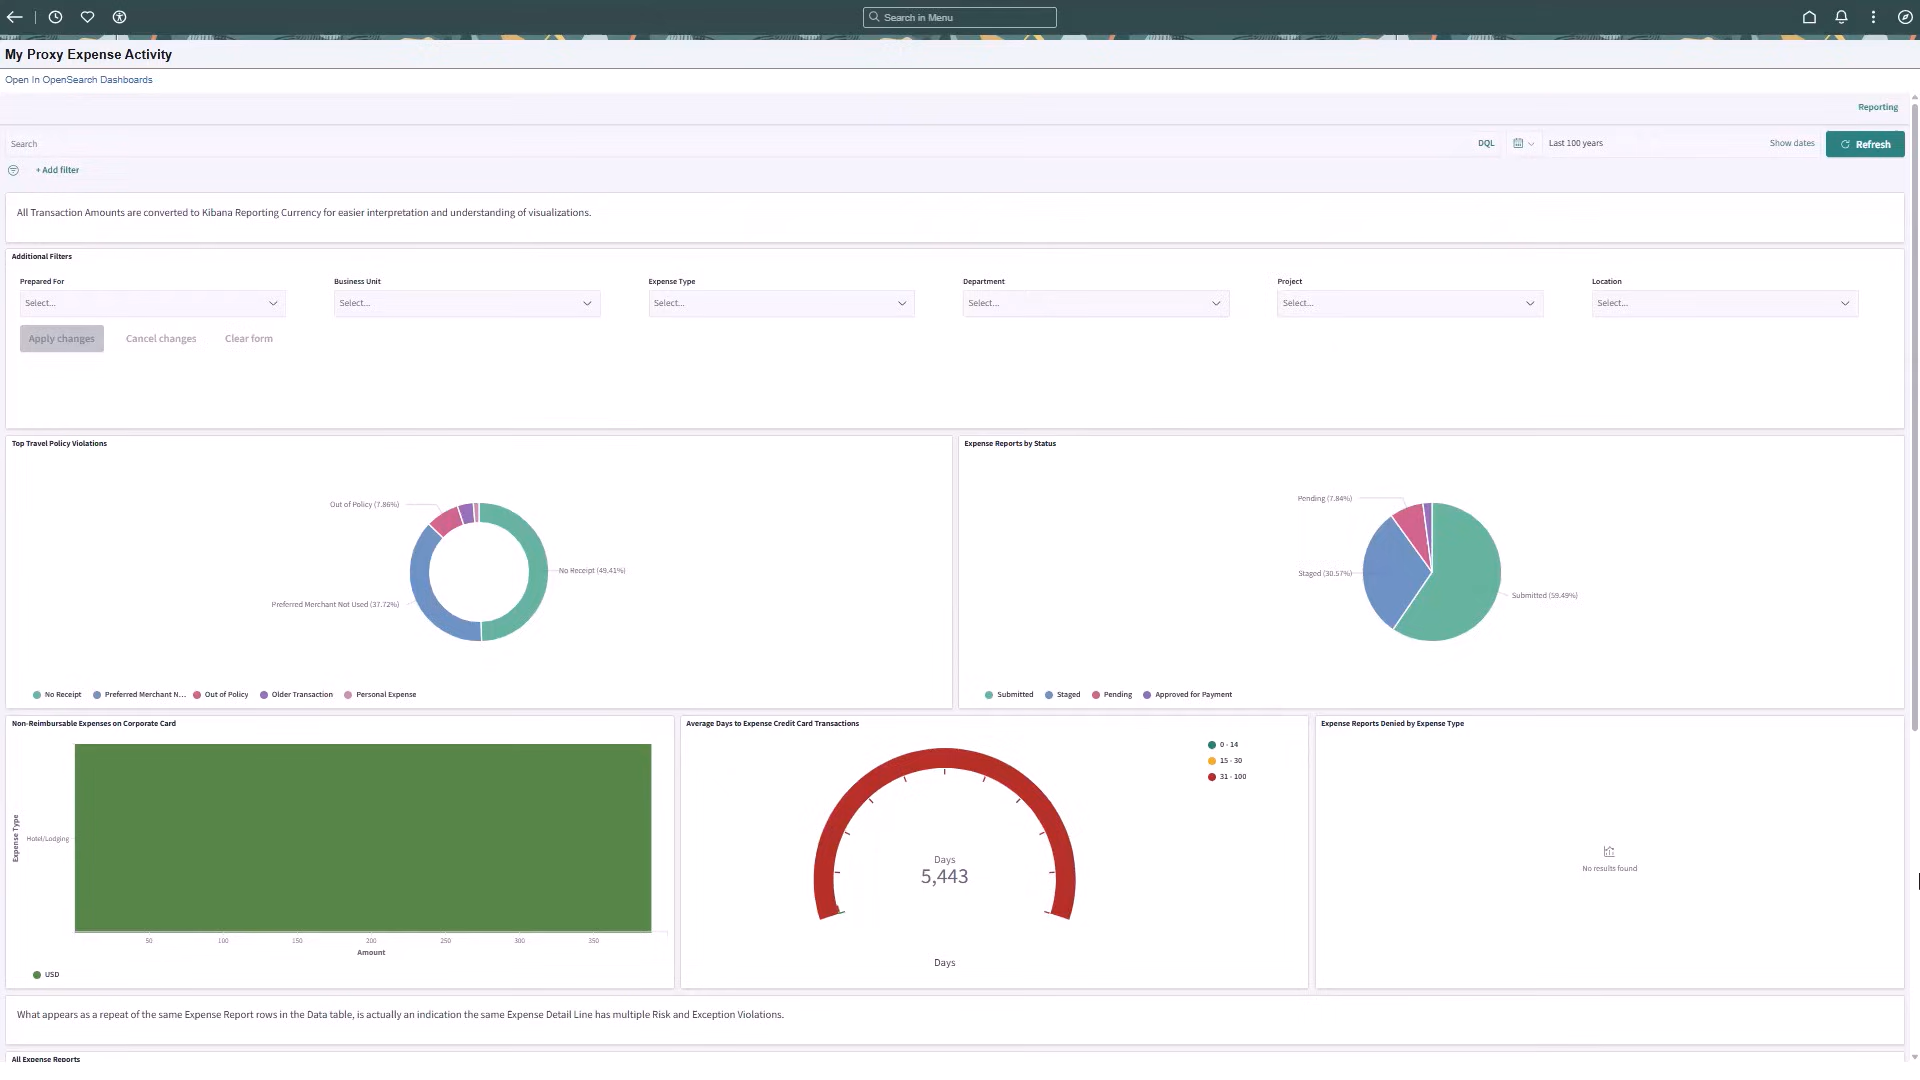 Search in Menu
My Proxy Expense Activity
Open In OpenSearch Dashboards
Reporting
Search
DQL
Last 100 years
Show dates
Refresh
+ Add filter
All Transaction Amounts are converted to Kibana Reporting Currency for easier interpretation and understanding of visualizations.
Additional Filters
Prepared For
Business Unit
Expense Type
Department
Project
Location
Select...
Select...
Select...
Select...
Select...
Select...
Apply changes
Cancel changes
Clear form
Top Travel Policy Violations
Out of Policy (7.86%)
No Receipt (49.41%)
Preferred Merchant Not Used (37.72%)
No Receipt
Preferred Merchant N...
Out of Policy
Older Transaction
Personal Expense
Expense Reports by Status
Pending (7.84%)
Staged (30.57%)
Submitted (59.49%)
Submitted
Staged
Pending
Approved for Payment
Non-Reimbursable Expenses on Corporate Card
Expense Type
Hotel/Lodging
50
100
150
200
250
300
350
Amount
USD
Average Days to Expense Credit Card Transactions
0 - 14
15 - 30
31 - 100
Days
5,443
Days
Expense Reports Denied by Expense Type
No results found
What appears as a repeat of the same Expense Report rows in the Data table, is actually an indication the same Expense Detail Line has multiple Risk and Exception Violations.
All Expense Reports